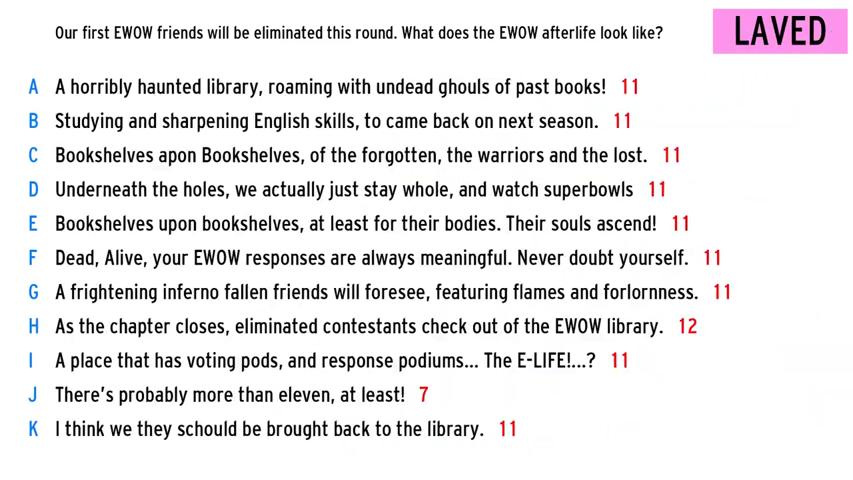 Our first EWOW friends will be eliminated this round. What does the EWOW afterlife look like?
LAVED
A A horribly haunted library, roaming with undead ghouls of past books! 11
B Studying and sharpening English skills, to came back on next season. 11
C Bookshelves apon Bookshelves, of the forgotten, the warriors and the lost. 11
D Underneath the holes, we actually just stay whole, and watch superbowls 11
E Bookshelves upon bookshelves, at least for their bodies. Their souls ascend! 11
F Dead, Alive, your EWOW responses are always meaningful. Never doubt yourself. 11
G A frightening inferno fallen friends will foresee, featuring flames and forlornness. 11
H As the chapter closes, eliminated contestants check out of the EWOW library. 12
I A place that has voting pods, and response podiums... The E-LIFE!...? 11
J There's probably more than eleven, at least! 7
K I think we they schould be brought back to the library. 11